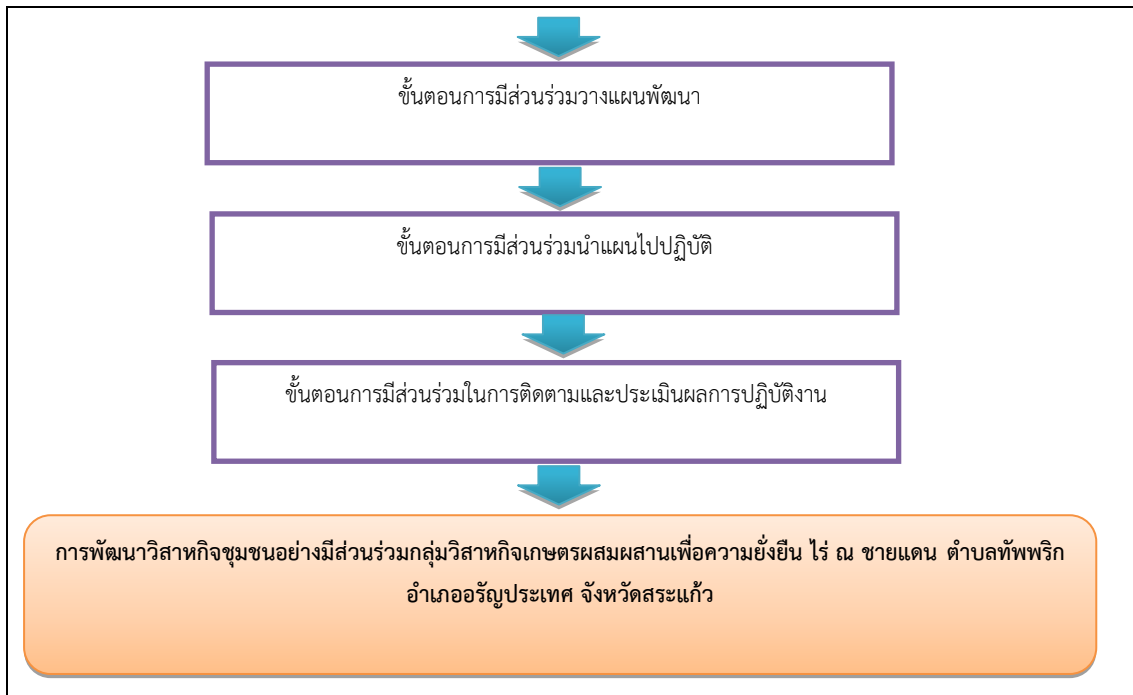 ขั้นตอนการมีส่วนร่วมวางแผนพัฒนา
ขั้นตอนการมีส่วนร่วมนำแผนไปปฏิบัติ
ขั้นตอนการมีส่วนร่วมในการติดตามและประเมินผลการปฏิบัติงาน
การพัฒนาวิสาหกิจชุมชนอย่างมีส่วนร่วมกลุ่มวิสาหกิจเกษตรผสมผสานเพื่อความยั่งยืน ไร่ ณ ชายแดน ตำบลทัพพริก
อำเภออรัญประเทศ จังหวัดสระแก้ว